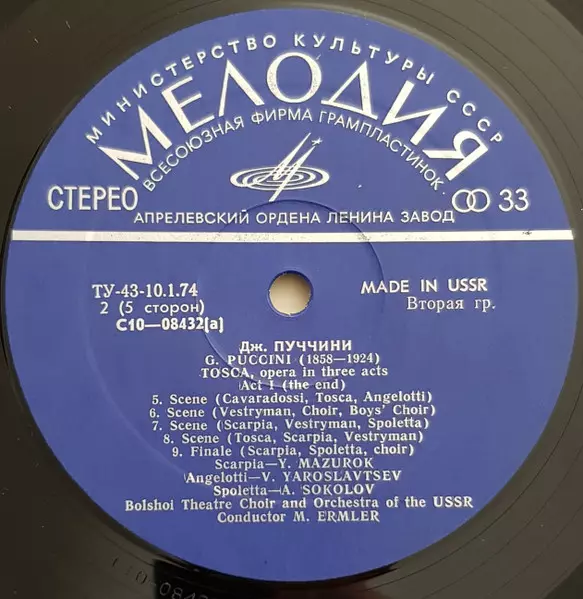 МИНИСТЕРСТВО КУЛЬТУРЫ СССР
МЕЛОДИЯ
ВСЕСОЮЗНАЯ ФИРМА ГРАМПЛАСТИНОК
СТЕРЕО
33
АПРЕЛЕВСКИЙ ОРДЕНА ЛЕНИНА ЗАВОД
ТУ-43-10.1.74
2 (5 сторон)
С10—08432(a)
MADE IN USSR
Вторая гр.
Дж. ПУЧЧИНИ
G. PUCCINI (1858—1924)
TOSCA, opera in three acts
Act I (the end)
5. Scene (Cavaradossi, Tosca, Angelotti)
6. Scene (Vestryman, Choir, Boys' Choir)
7. Scene (Scarpia, Vestryman, Spoletta)
8. Scene (Tosca, Scarpia, Vestryman)
9. Finale (Scarpia, Spoletta, choir)
Scarpia—Y. MAZUROK
Angelotti—V. YAROSLAVTSEV
Spoletta—A. SOKOLOV
Bolshoi Theatre Choir and Orchestra of the USSR
Conductor M. ERMLER